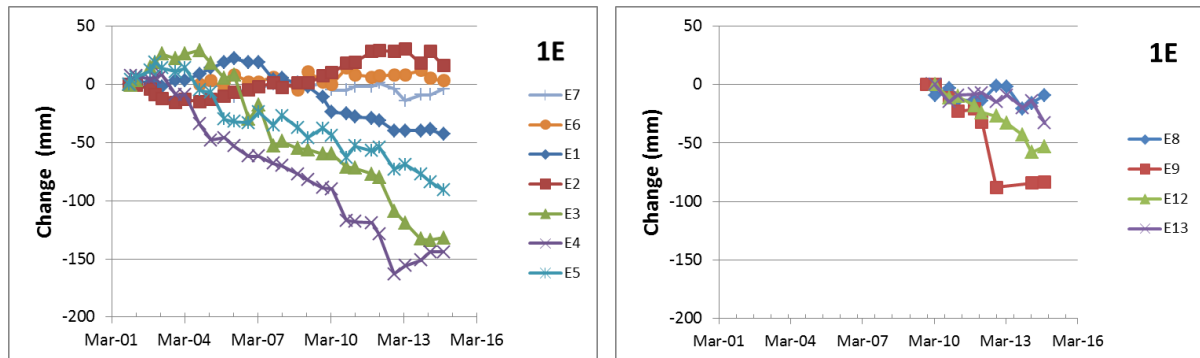 1E
Change (mm)
50
0
-50
-100
-150
-200
Mar-01 Mar-04 Mar-07 Mar-10 Mar-13 Mar-16
E7
E6
E1
E2
E3
E4
E5
1E
Change (mm)
50
0
-50
-100
-150
-200
Mar-01 Mar-04 Mar-07 Mar-10 Mar-13 Mar-16
E8
E9
E12
E13